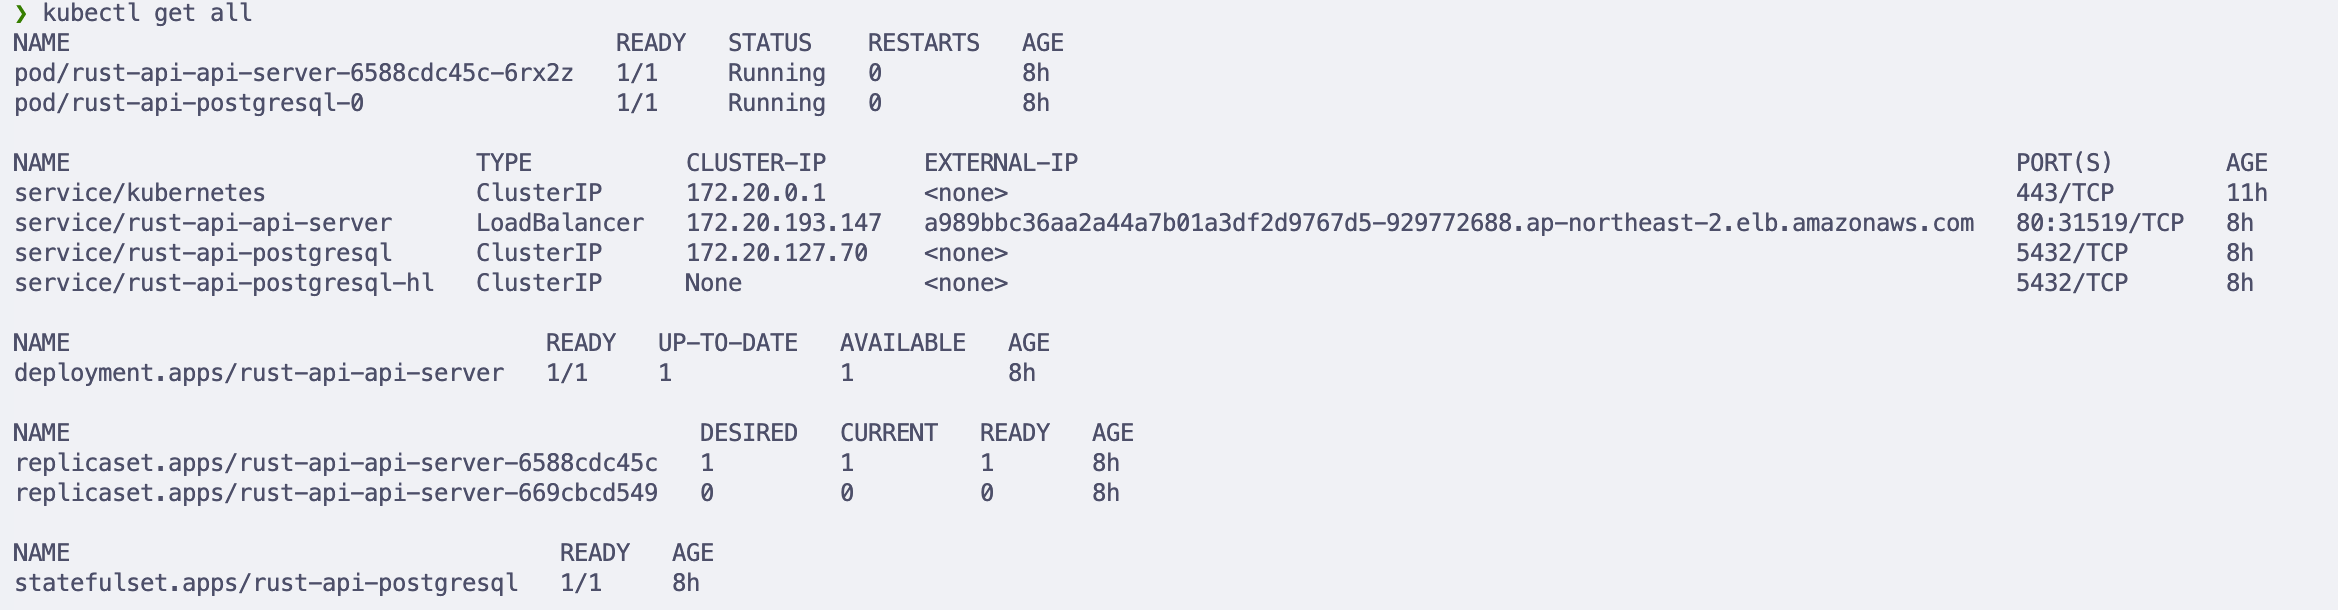 ❯ kubectl get all
NAME                                       READY   STATUS    RESTARTS   AGE
pod/rust-api-api-server-6588cdc45c-6rx2z   1/1     Running   0          8h
pod/rust-api-postgresql-0                  1/1     Running   0          8h

NAME                             TYPE           CLUSTER-IP       EXTERNAL-IP                                                                   PORT(S)        AGE
service/kubernetes               ClusterIP      172.20.0.1       <none>                                                                        443/TCP        11h
service/rust-api-api-server      LoadBalancer   172.20.193.147   a989bbc36aa2a44a7b01a3df2d9767d5-929772688.ap-northeast-2.elb.amazonaws.com   80:31519/TCP   8h
service/rust-api-postgresql      ClusterIP      172.20.127.70    <none>                                                                        5432/TCP       8h
service/rust-api-postgresql-hl   ClusterIP      None             <none>                                                                        5432/TCP       8h

NAME                                  READY   UP-TO-DATE   AVAILABLE   AGE
deployment.apps/rust-api-api-server   1/1     1            1           8h

NAME                                             DESIRED   CURRENT   READY   AGE
replicaset.apps/rust-api-api-server-6588cdc45c   1         1         1       8h
replicaset.apps/rust-api-api-server-669cbcd549   0         0         0       8h

NAME                                   READY   AGE
statefulset.apps/rust-api-postgresql   1/1     8h